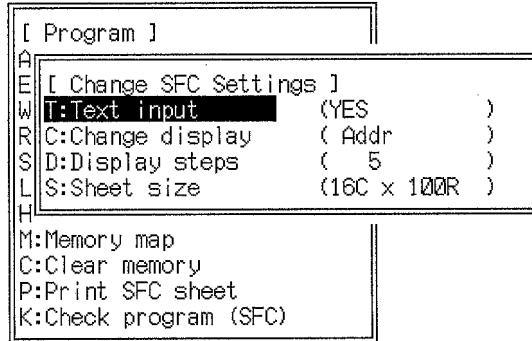 [ Program ]
A
E
[ Change SFC Settings ]
W
T:Text input (YES )
R
C:Change display ( Addr )
S
D:Display steps ( 5 )
L
S:Sheet size (16C x 100R )
H
M:Memory map
C:Clear memory
P:Print SFC sheet
K:Check program (SFC)